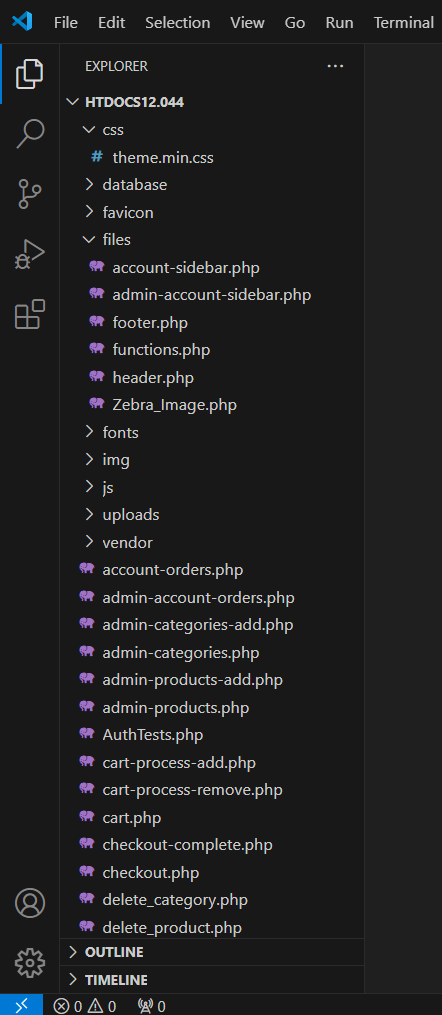 File Edit Selection View Go Run Terminal
EXPLORER ...
HTDOCS12.044
css
# theme.min.css
database
favicon
files
account-sidebar.php
admin-account-sidebar.php
footer.php
functions.php
header.php
Zebra_Image.php
fonts
img
js
uploads
vendor
account-orders.php
admin-account-orders.php
admin-categories-add.php
admin-categories.php
admin-products-add.php
admin-products.php
AuthTests.php
cart-process-add.php
cart-process-remove.php
cart.php
checkout-complete.php
checkout.php
delete_category.php
delete_product.php
OUTLINE
TIMELINE
0 0 0